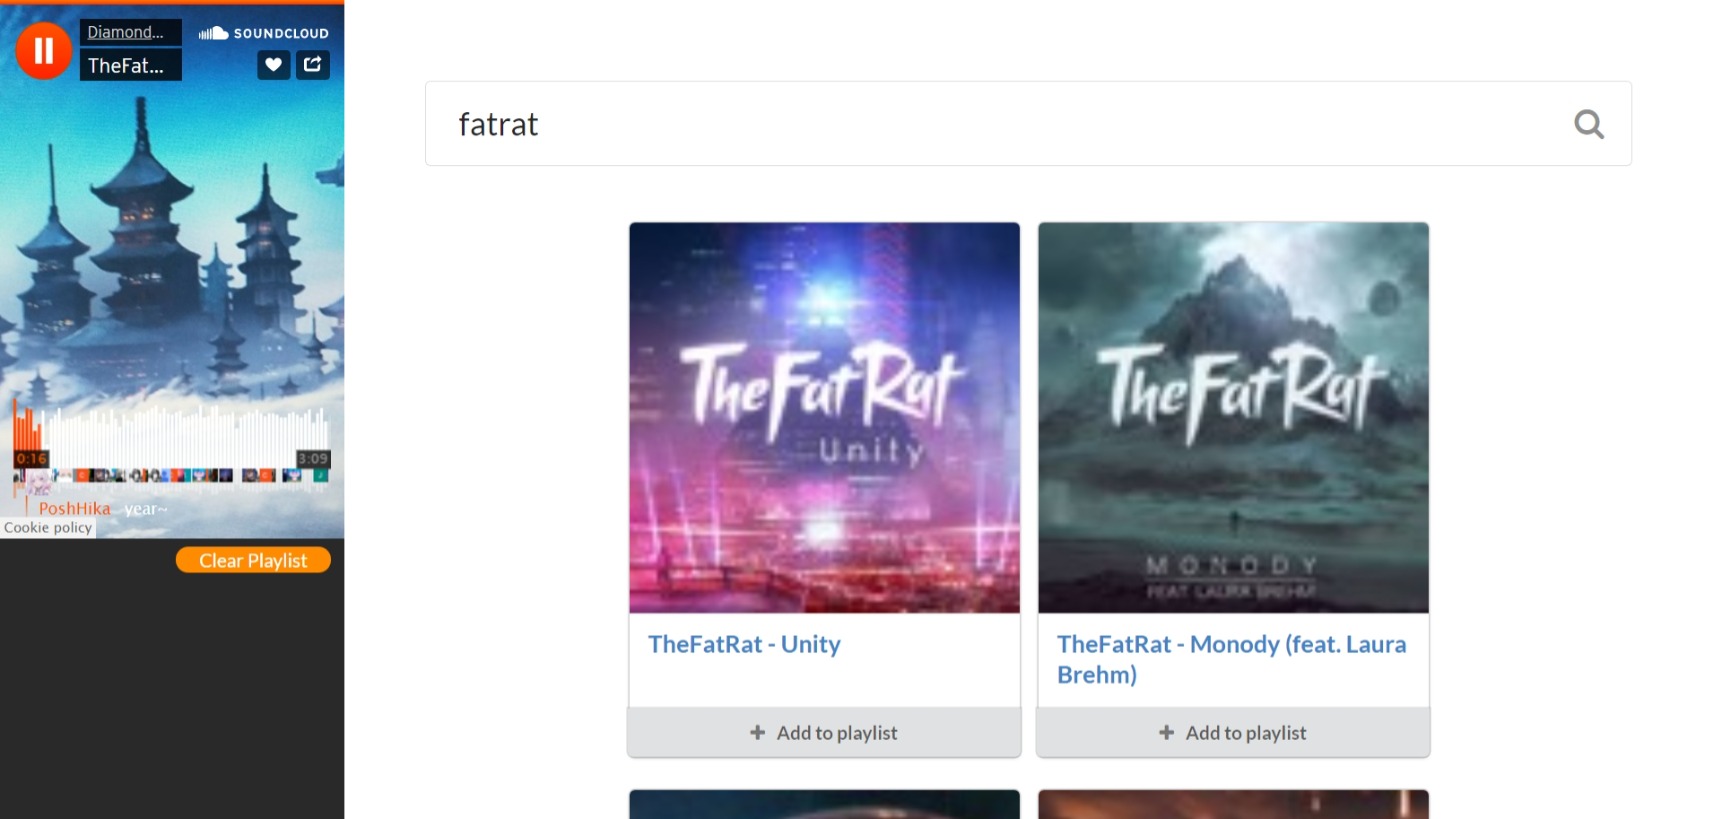 Diamond...
SOUNDCLOUD
TheFat...
0:16
3:09
PoshHika year~
Cookie policy
Clear Playlist
fatrat
TheFatRat
Unity
TheFatRat - Unity
+ Add to playlist
TheFatRat
MONODY
FEAT. LAURA BREHM
TheFatRat - Monody (feat. Laura
Brehm)
+ Add to playlist